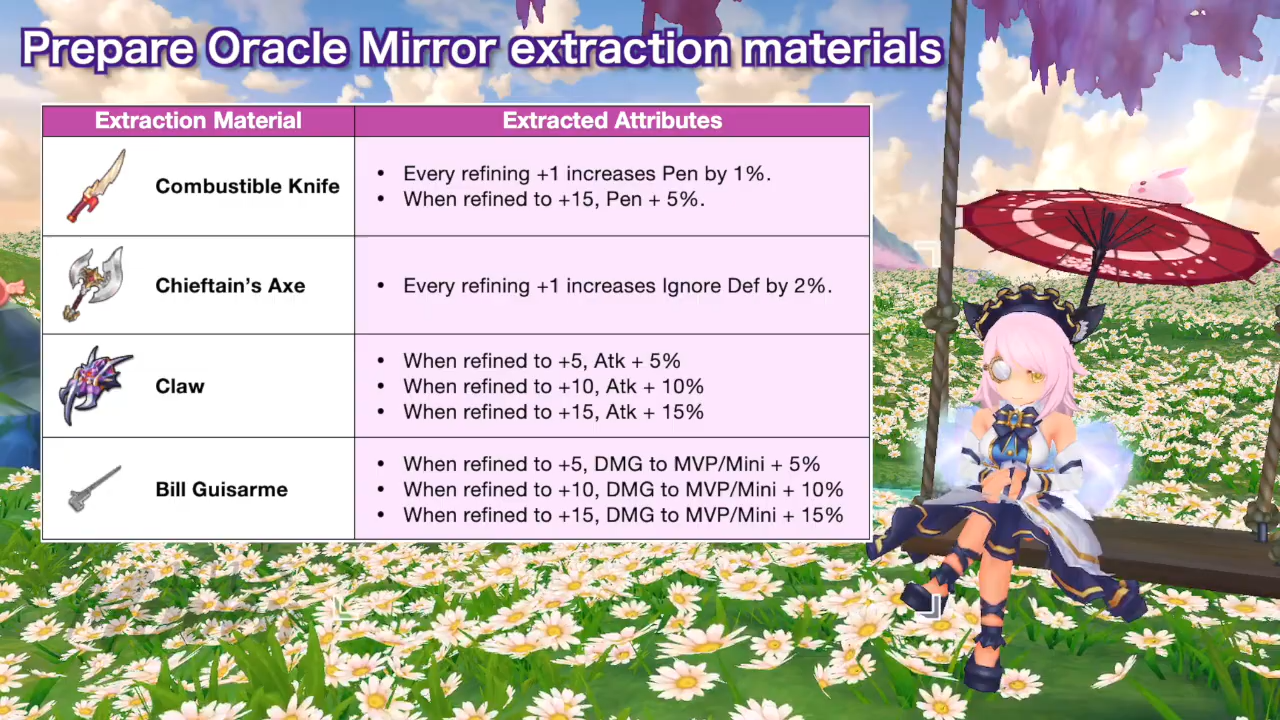 Prepare Oracle Mirror extraction materials
Extraction Material
Extracted Attributes
Combustible Knife
• Every refining +1 increases Pen by 1%.
• When refined to +15, Pen + 5%.
Chieftain's Axe
• Every refining +1 increases Ignore Def by 2%.
Claw
• When refined to +5, Atk + 5%
• When refined to +10, Atk + 10%
• When refined to +15, Atk + 15%
Bill Guisarme
• When refined to +5, DMG to MVP/Mini + 5%
• When refined to +10, DMG to MVP/Mini + 10%
• When refined to +15, DMG to MVP/Mini + 15%